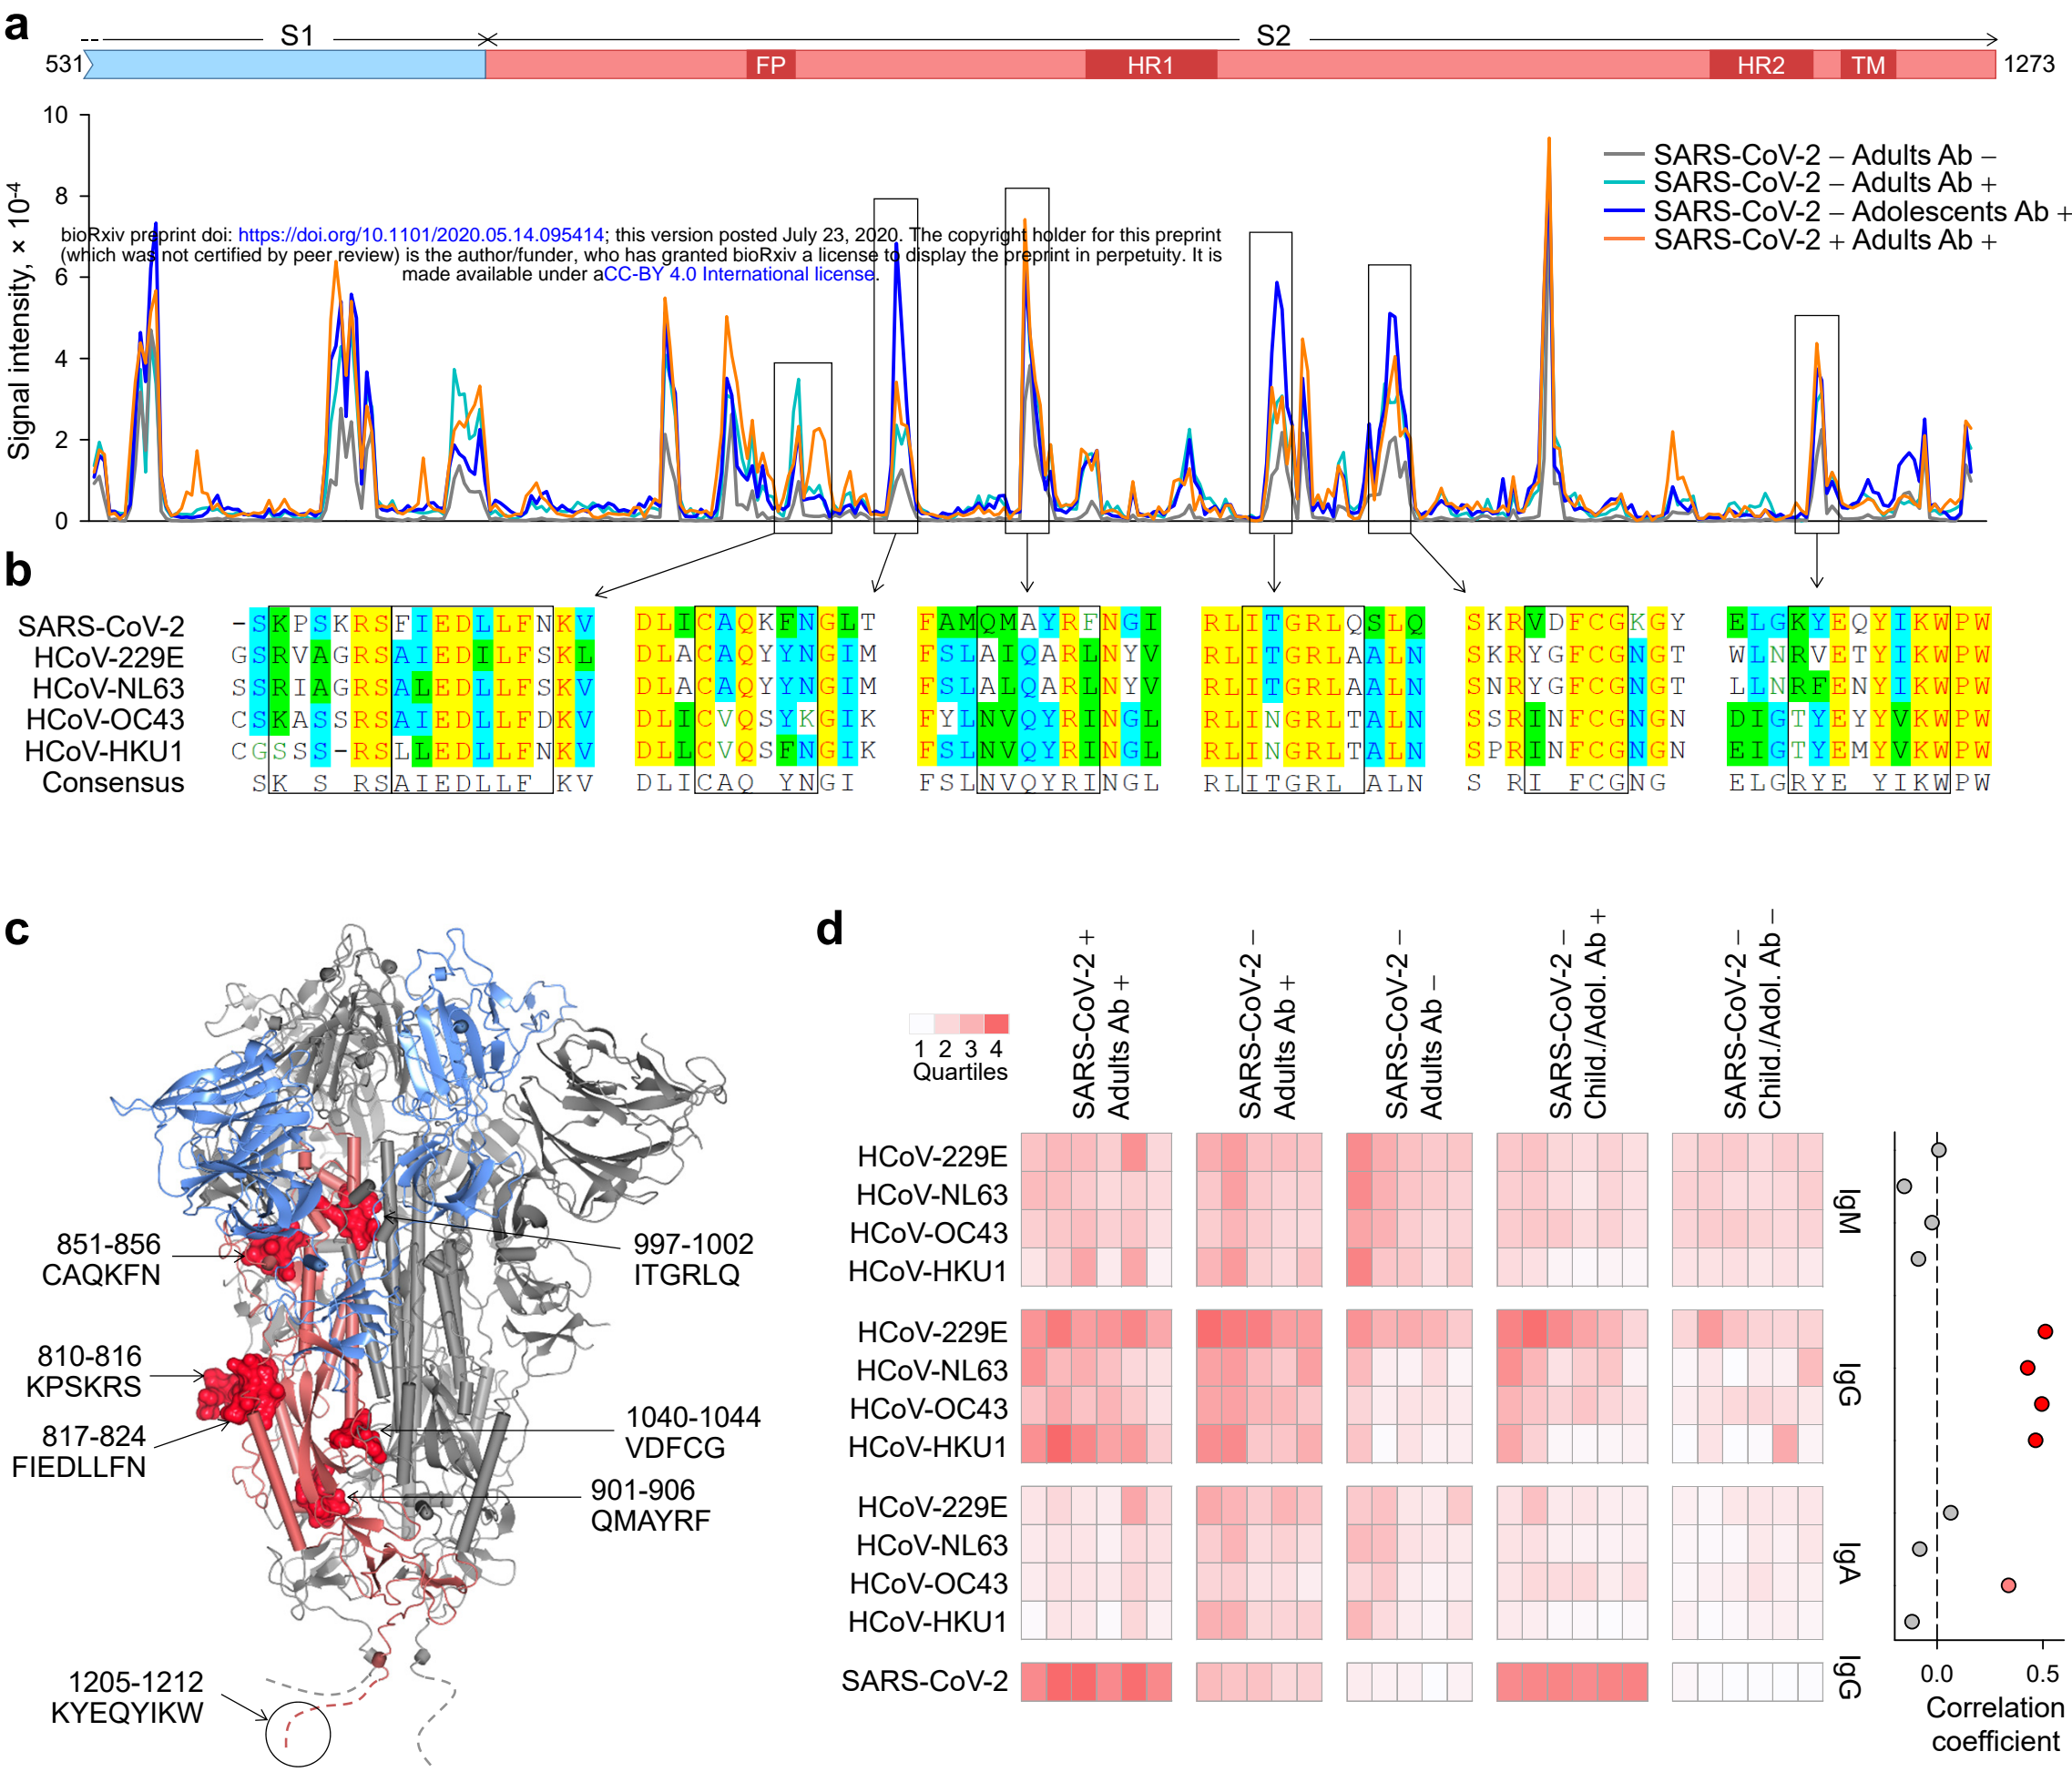 a
S1
S2
531
FP
HR1
HR2
TM
1273
10
8
6
4
2
0
Signal intensity, × 10-4
SARS-CoV-2 – Adults Ab –
SARS-CoV-2 – Adults Ab +
SARS-CoV-2 – Adolescents Ab +
SARS-CoV-2 + Adults Ab +
bioRxiv preprint doi: https://doi.org/10.1101/2020.05.14.095414; this version posted July 23, 2020. The copyright holder for this preprint
(which was not certified by peer review) is the author/funder, who has granted bioRxiv a license to display the preprint in perpetuity. It is
made available under aCC-BY 4.0 International license.
b
SARS-CoV-2 -SKPSKRSFIEDLLFNKV DLICAQKFNGLT FAMQMAYRFNGI RLITGRLQSLQ SKRVDFCGKGY ELGKYEQYIKWPW
HCoV-229E GSRVAGRSAIEDILFSKL DLACAQYYNGIM FSLAIQARLNYV RLITGRLAALN SKRYGFCGNGT WLNRVETYIKWPW
HCoV-NL63 SSRIAGRSALEDLLFSKV DLACAQYYNGIM FSLALQARLNYV RLITGRLAALN SNRYGFCGNGT LLNRFENYIKWPW
HCoV-OC43 CSKASSRSAIEDLLFDKV DLICVQSYKGIK FYLNVQYRINGL RLINGRLTALN SSRINFCGNGN DIGTYEYYVKWPW
HCoV-HKU1 CGSSS-RSLLEDLLFNKV DLLCVQSFNGIK FSLNVQYRINGL RLINGRLTALN SPRINFCGNGN EIGTYEMYVKWPW
Consensus SK S RSAIEDLLF KV DLICAQ YNGI FSLNVQYRINGL RLITGRL ALN S RI FCGNG ELGRYE YIKWPW
c
851-856
CAQKFN
997-1002
ITGRLQ
810-816
KPSKRS
817-824
FIEDLLFN
1040-1044
VDFCG
901-906
QMAYRF
1205-1212
KYEQYIKW
d
1 2 3 4
Quartiles
SARS-CoV-2 +
Adults Ab +
SARS-CoV-2 –
Adults Ab +
SARS-CoV-2 –
Adults Ab –
SARS-CoV-2 –
Child./Adol. Ab +
SARS-CoV-2 –
Child./Adol. Ab –
HCoV-229E
HCoV-NL63
HCoV-OC43
HCoV-HKU1
IgM
HCoV-229E
HCoV-NL63
HCoV-OC43
HCoV-HKU1
IgG
HCoV-229E
HCoV-NL63
HCoV-OC43
HCoV-HKU1
IgA
SARS-CoV-2
IgG
0.0
0.5
Correlation
coefficient